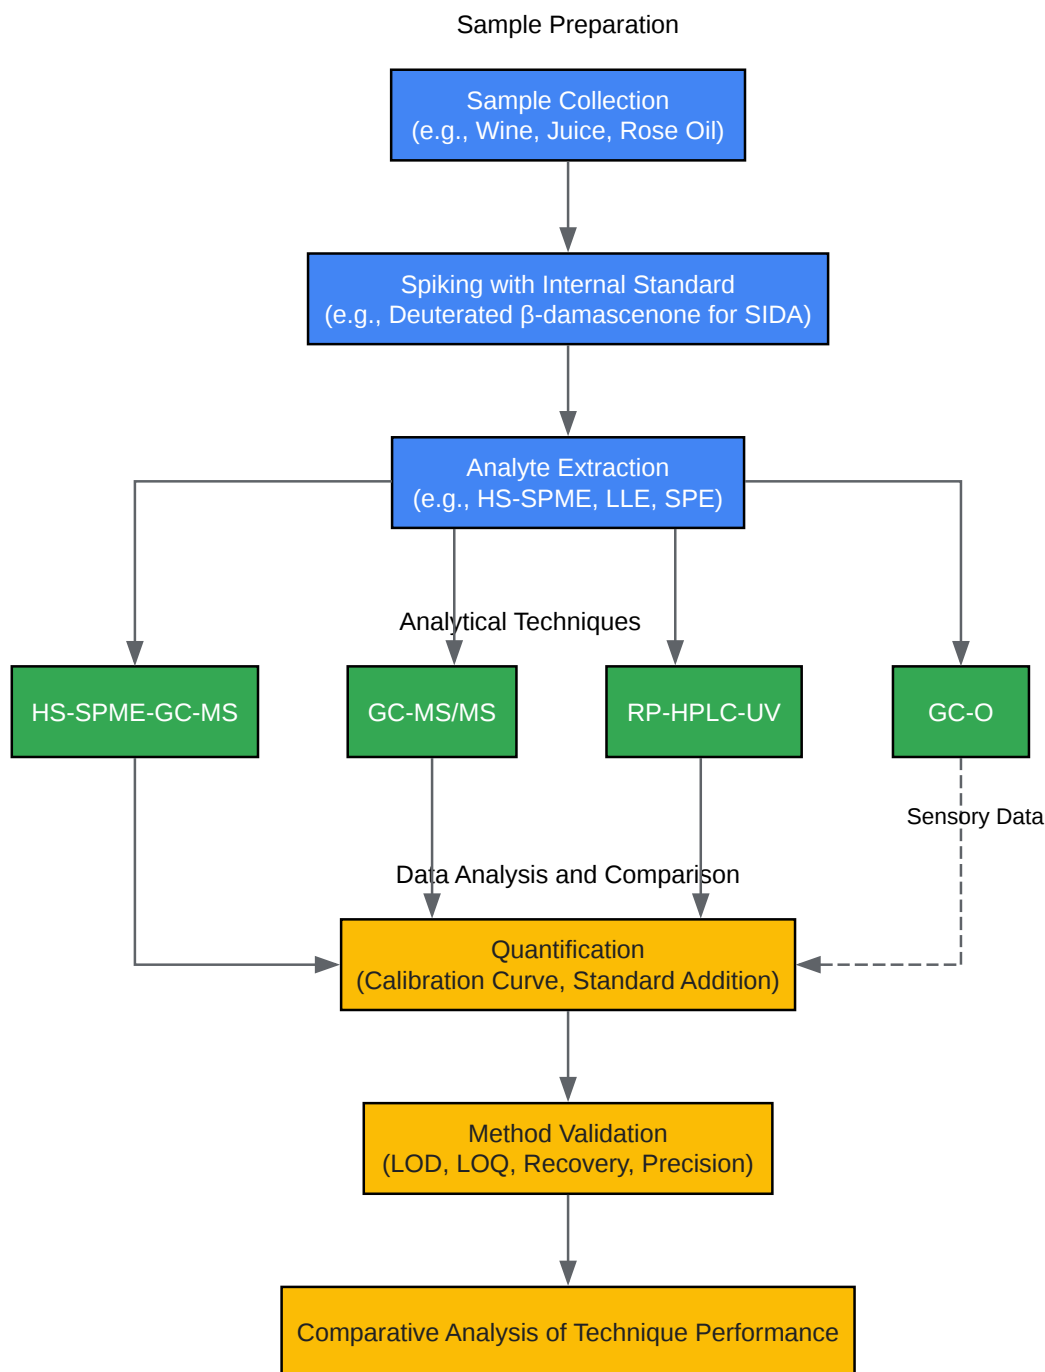 Sample Preparation
Sample Collection
(e.g., Wine, Juice, Rose Oil)
Spiking with Internal Standard
(e.g., Deuterated β-damascenone for SIDA)
Analyte Extraction
(e.g., HS-SPME, LLE, SPE)
Analytical Techniques
HS-SPME-GC-MS
GC-MS/MS
RP-HPLC-UV
GC-O
Sensory Data
Data Analysis and Comparison
Quantification
(Calibration Curve, Standard Addition)
Method Validation
(LOD, LOQ, Recovery, Precision)
Comparative Analysis of Technique Performance